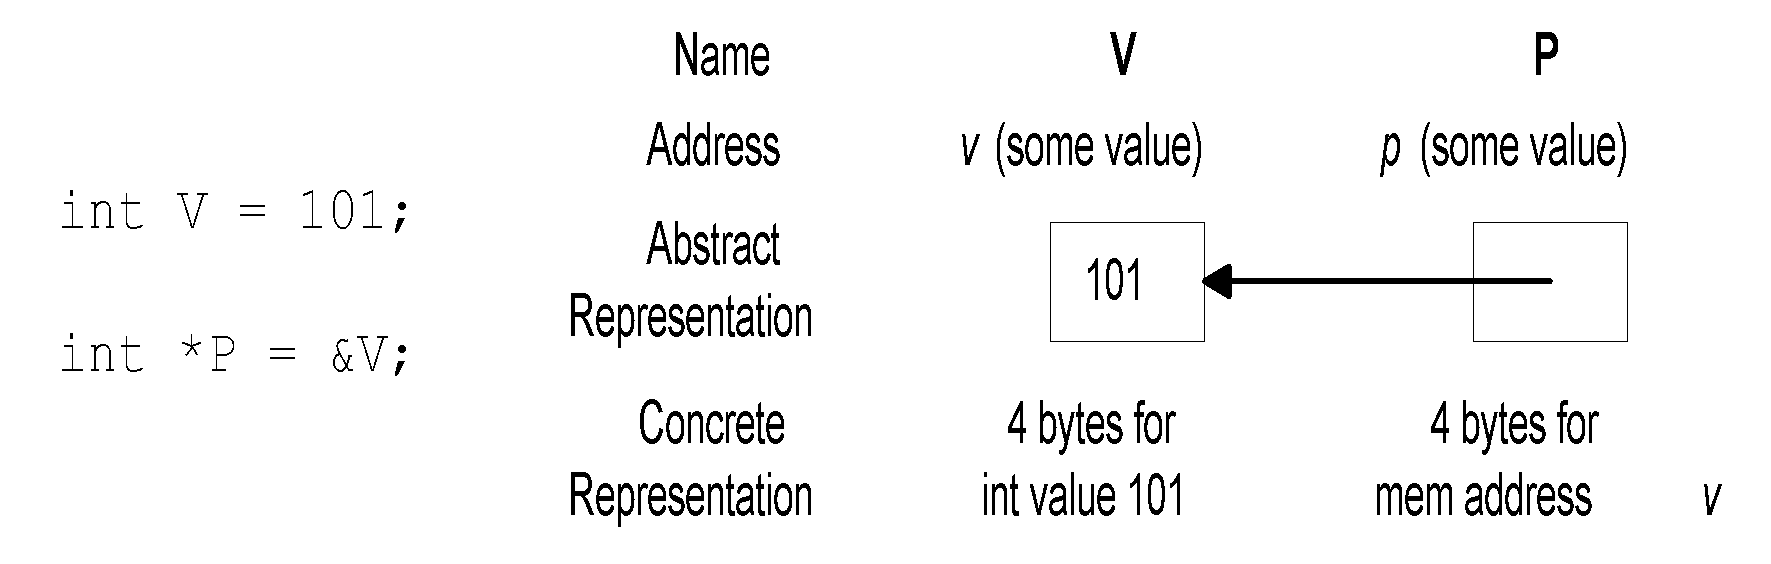 Name V P
Address v (some value) p (some value)
int V = 101;
Abstract
Representation
101
int *P = &V;
Concrete 4 bytes for 4 bytes for
Representation int value 101 mem address v